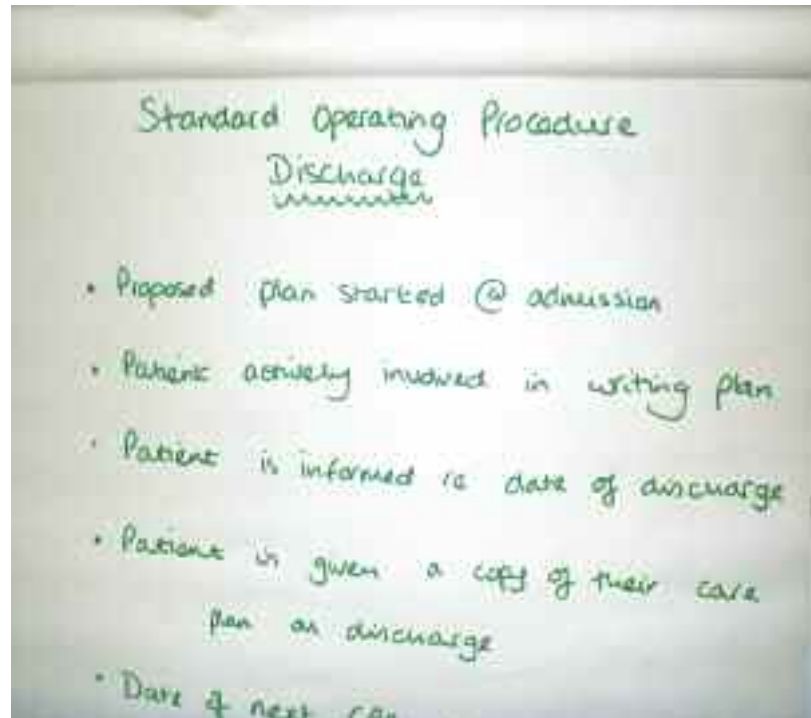 Standard Operating Procedure
Discharge
• Proposed plan started @ admission
• Patient actively involved in writing plan
• Patient is informed re date of discharge
• Patient is given a copy of their care
plan on discharge
• Date of next